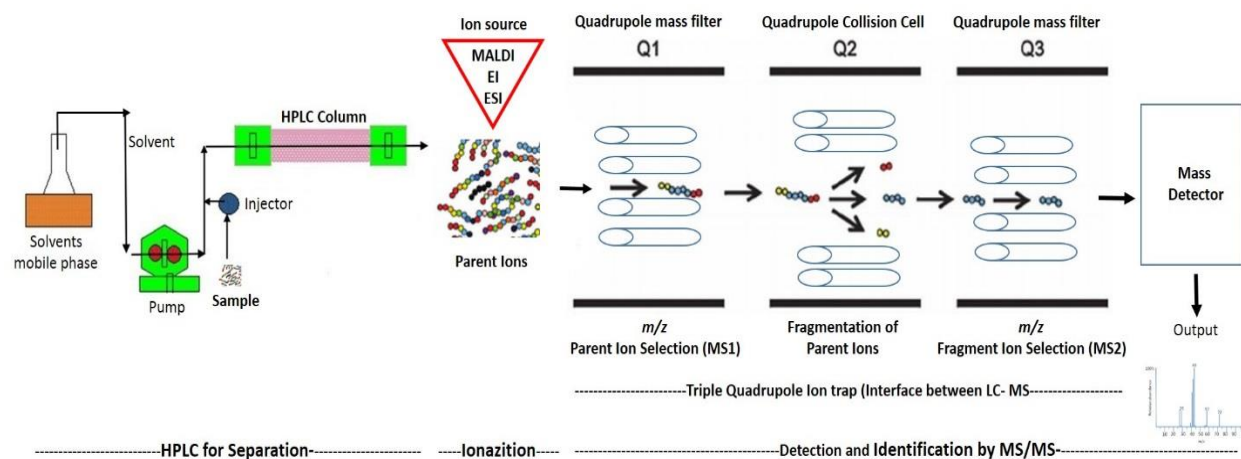 Solvents
mobile phase
Solvent
Pump
Injector
Sample
HPLC Column
Ion source
MALDI
EI
ESI
Parent Ions
Quadrupole mass filter
Q1
m/z
Parent Ion Selection (MS1)
Quadrupole Collision Cell
Q2
Fragmentation of
Parent Ions
Quadrupole mass filter
Q3
m/z
Fragment Ion Selection (MS2)
Mass
Detector
Output
-----------------------Triple Quadrupole Ion trap (Interface between LC- MS--------------------
-----------------HPLC for Separation----------------
------Ionazition------
---------------------------Detection and Identification by MS/MS---------------------